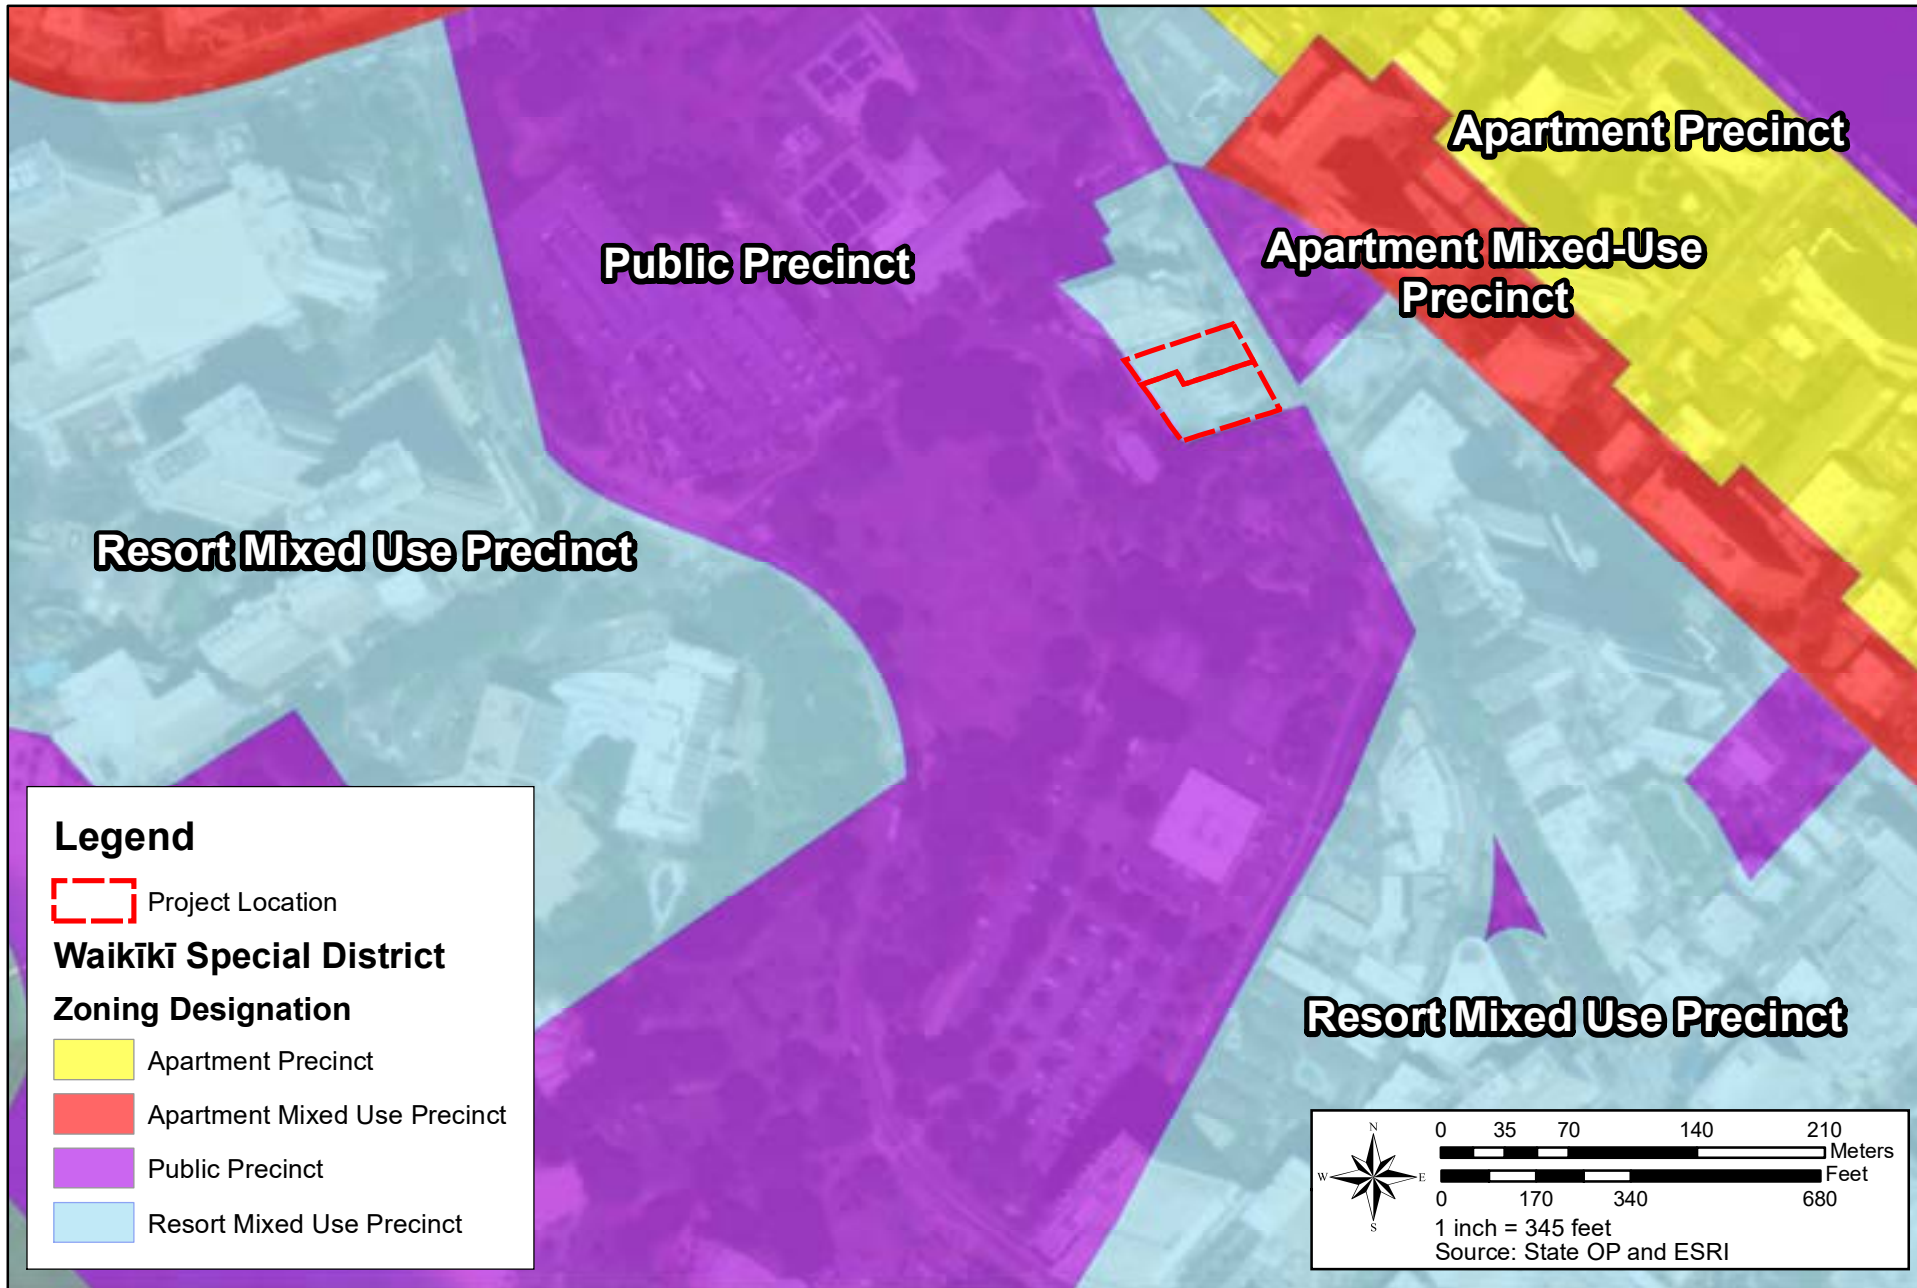 Apartment Precinct
Public Precinct
Apartment Mixed-Use
Precinct
Resort Mixed Use Precinct
Resort Mixed Use Precinct
Legend
Project Location
Waikīkī Special District
Zoning Designation
Apartment Precinct
Apartment Mixed Use Precinct
Public Precinct
Resort Mixed Use Precinct
N
W E
S
0 35 70 140 210
Meters
Feet
0 170 340 680
1 inch = 345 feet
Source: State OP and ESRI